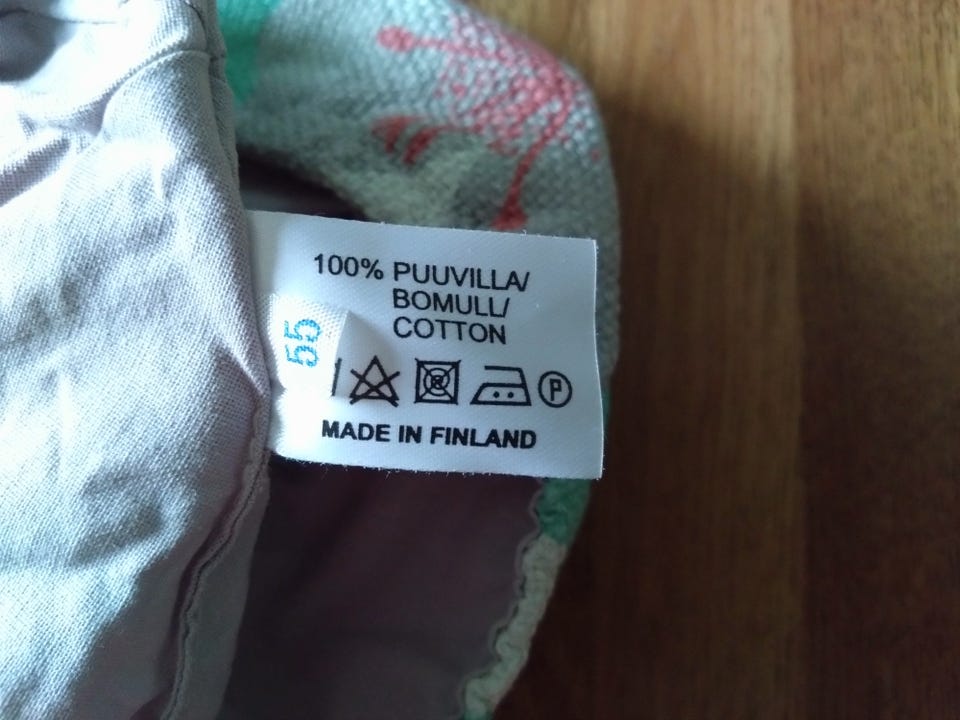 100% PUUVILLA/
BOMULL/
COTTON
55
P
MADE IN FINLAND